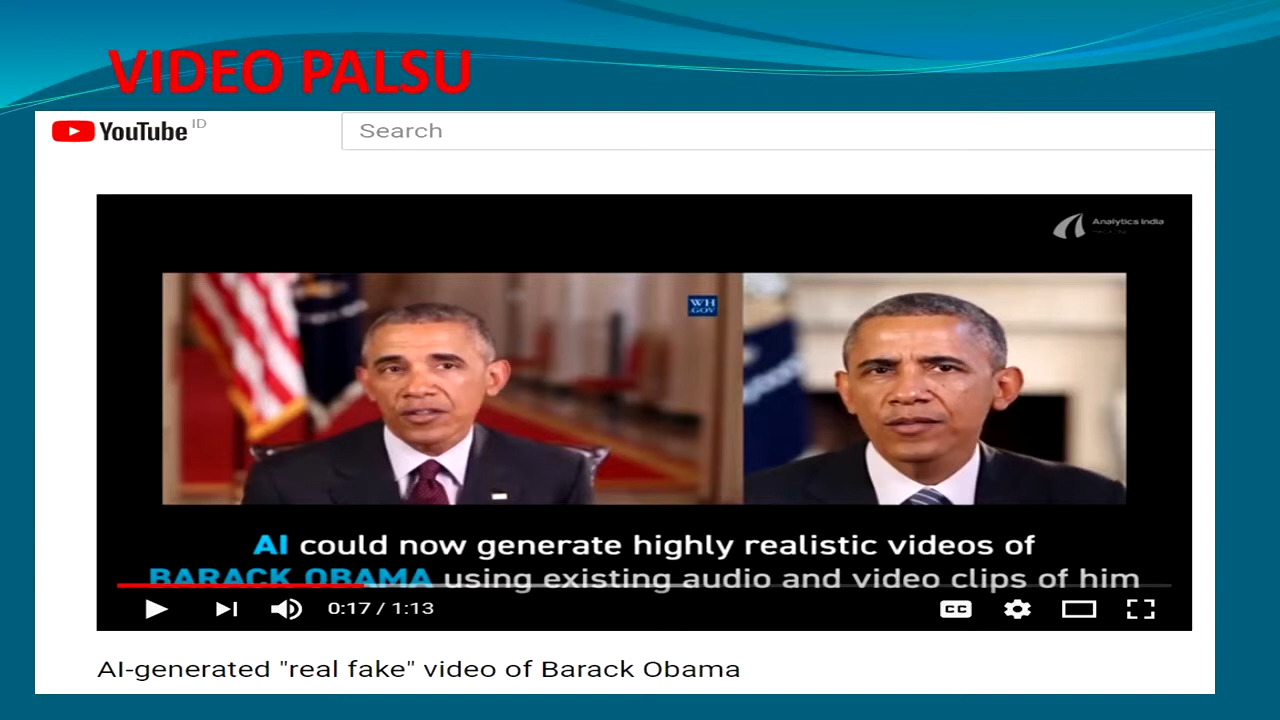 VIDEO PALSU
YouTube ID
Search
Analytics India
WH
.GOV
AI could now generate highly realistic videos of
BARACK OBAMA using existing audio and video clips of him
0:17 / 1:13
CC
AI-generated "real fake" video of Barack Obama